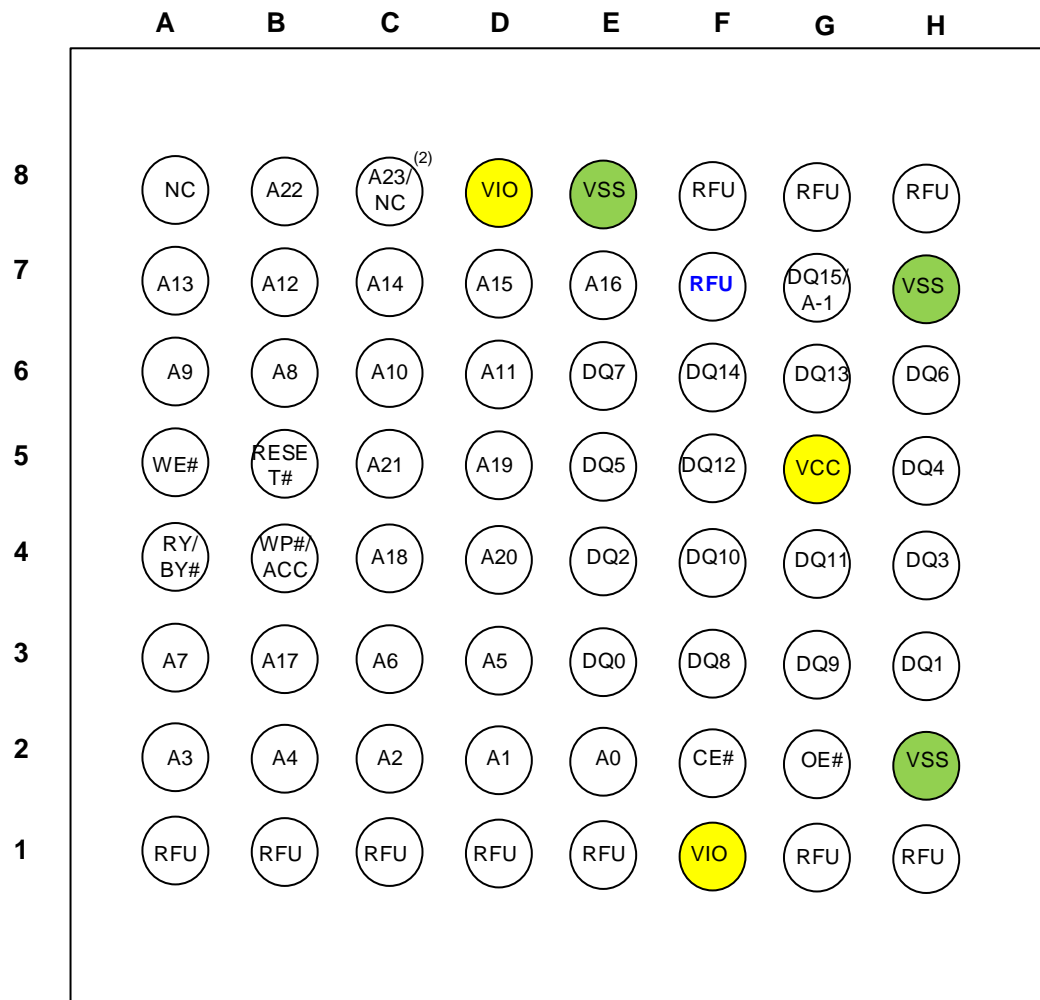 A B C D E F G H
8 NC A22 A23/ NC (2) VIO VSS RFU RFU RFU
7 A13 A12 A14 A15 A16 RFU DQ15/ A-1 VSS
6 A9 A8 A10 A11 DQ7 DQ14 DQ13 DQ6
5 WE# RESE T# A21 A19 DQ5 DQ12 VCC DQ4
4 RY/ BY# WP#/ ACC A18 A20 DQ2 DQ10 DQ11 DQ3
3 A7 A17 A6 A5 DQ0 DQ8 DQ9 DQ1
2 A3 A4 A2 A1 A0 CE# OE# VSS
1 RFU RFU RFU RFU RFU VIO RFU RFU